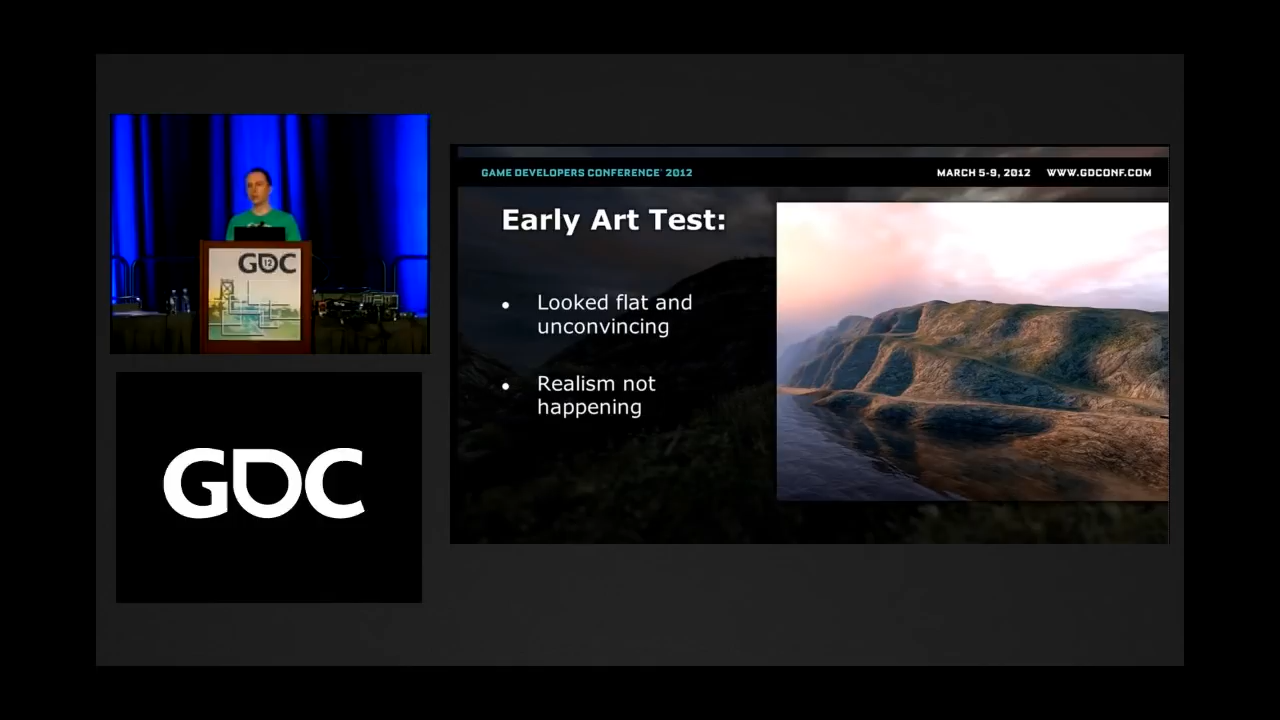 GDC
12
GDC
GAME DEVELOPERS CONFERENCE® 2012
MARCH 5-9, 2012 WWW.GDCONF.COM
Early Art Test:
• Looked flat and
unconvincing
• Realism not
happening